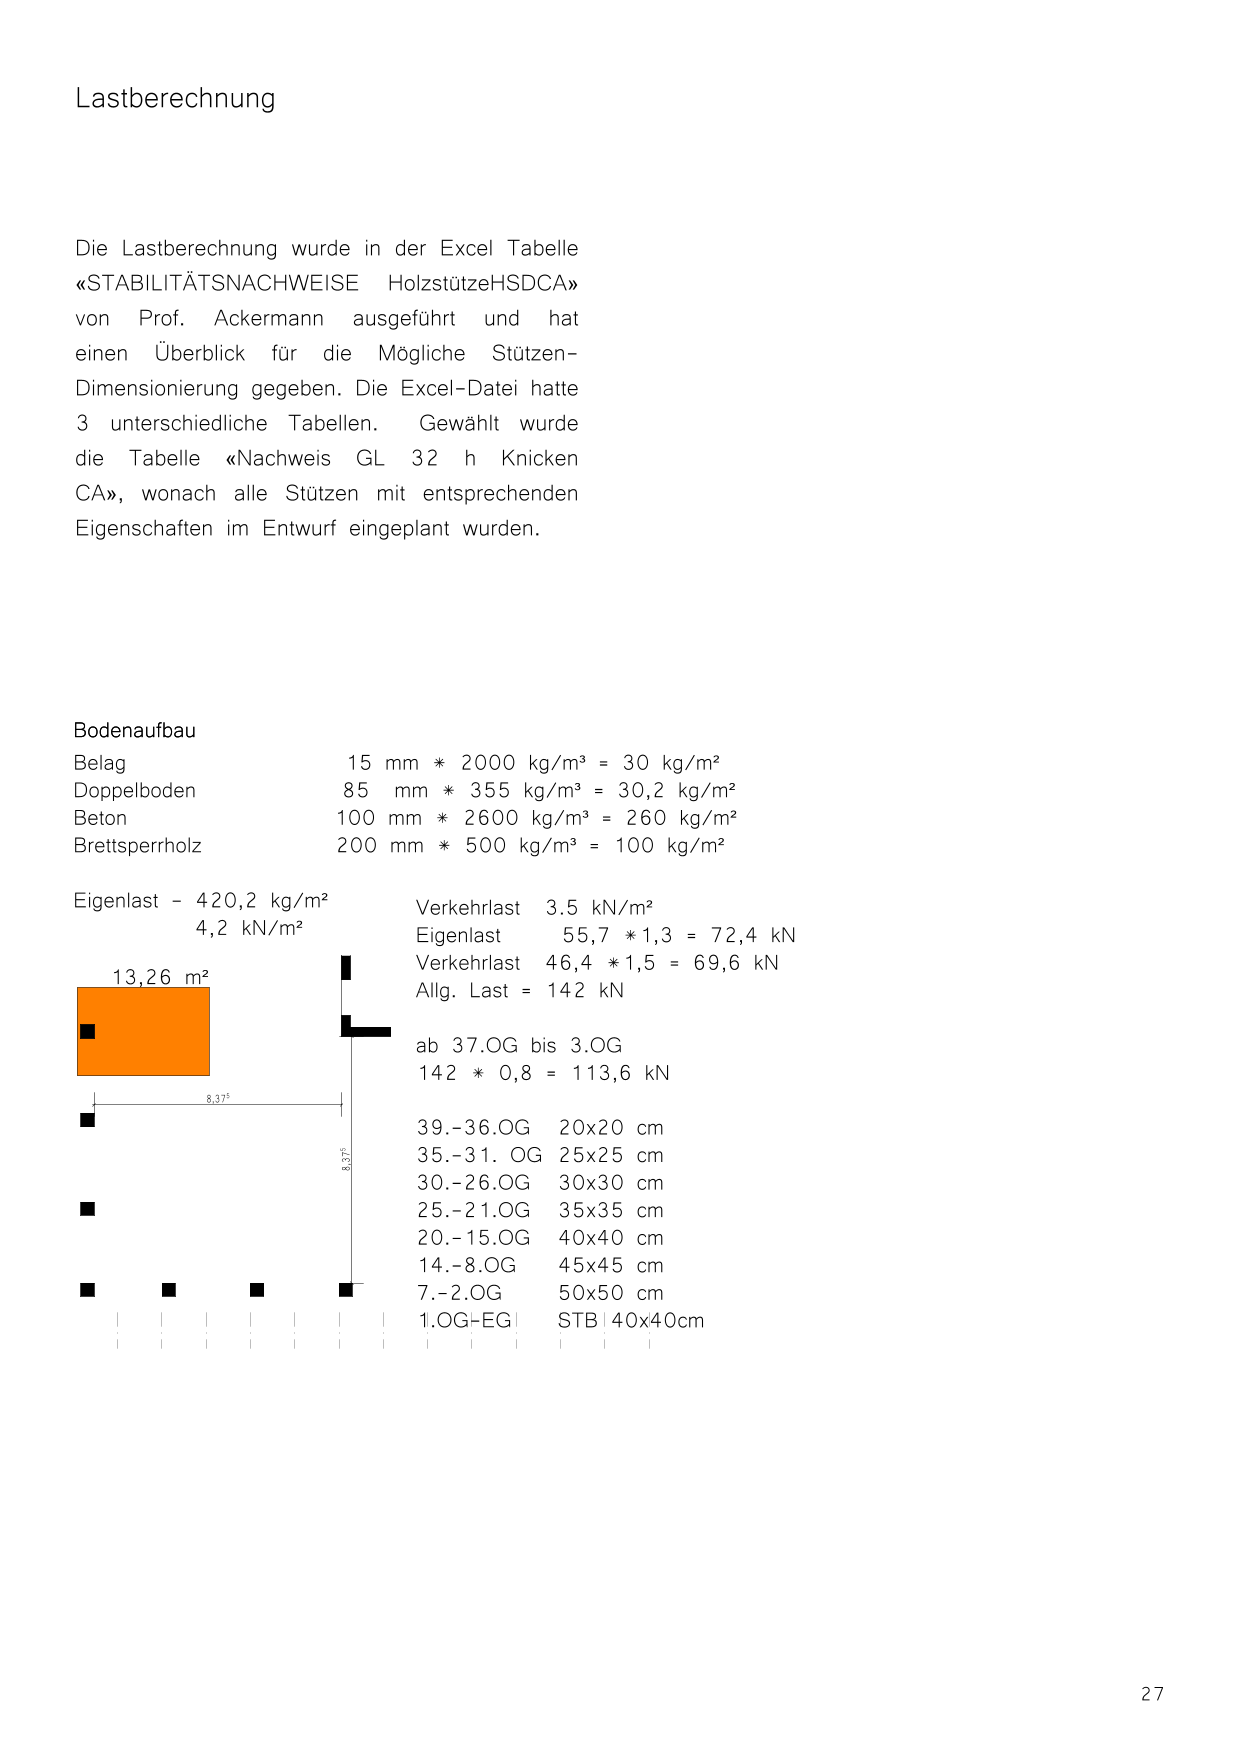 Lastberechnung
Die Lastberechnung wurde in der Excel Tabelle
«STABILITÄTSNACHWEISE HolzstützeHSDCA»
von Prof. Ackermann ausgeführt und hat
einen Überblick für die Mögliche Stützen-
Dimensionierung gegeben. Die Excel-Datei hatte
3 unterschiedliche Tabellen. Gewählt wurde
die Tabelle «Nachweis GL 32 h Knicken
CA», wonach alle Stützen mit entsprechenden
Eigenschaften im Entwurf eingeplant wurden.
Bodenaufbau
Belag 15 mm * 2000 kg/m³ = 30 kg/m²
Doppelboden 85 mm * 355 kg/m³ = 30,2 kg/m²
Beton 100 mm * 2600 kg/m³ = 260 kg/m²
Brettsperrholz 200 mm * 500 kg/m³ = 100 kg/m²
Eigenlast - 420,2 kg/m²
4,2 kN/m²
13,26 m²
8,37⁵
8,37⁵
Verkehrlast 3.5 kN/m²
Eigenlast 55,7 *1,3 = 72,4 kN
Verkehrlast 46,4 *1,5 = 69,6 kN
Allg. Last = 142 kN
ab 37.OG bis 3.OG
142 * 0,8 = 113,6 kN
39.-36.OG 20x20 cm
35.-31. OG 25x25 cm
30.-26.OG 30x30 cm
25.-21.OG 35x35 cm
20.-15.OG 40x40 cm
14.-8.OG 45x45 cm
7.-2.OG 50x50 cm
1.OG-EG STB 40x40cm
27